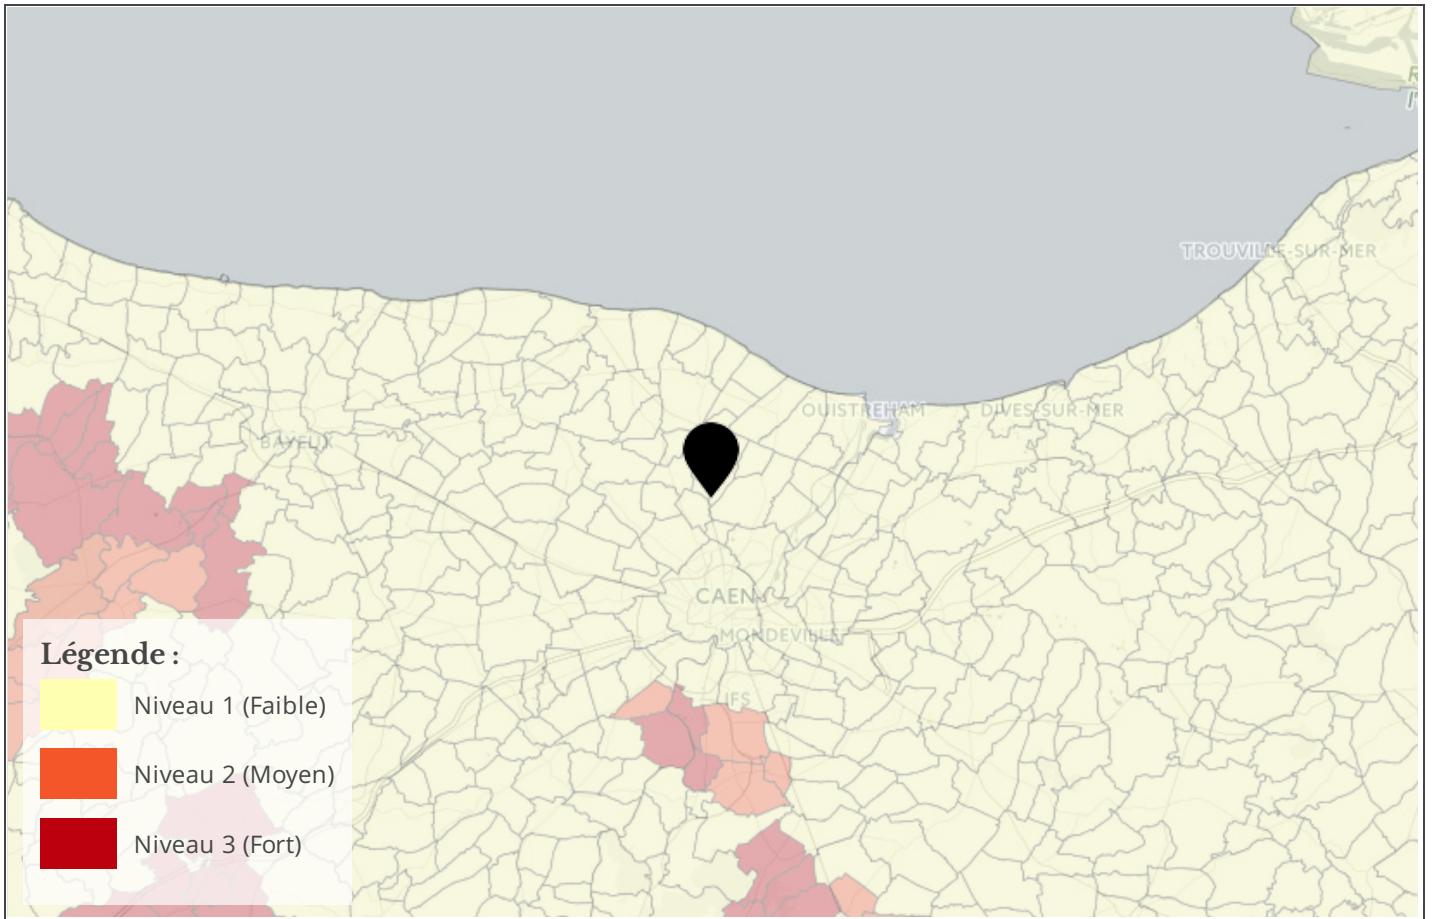 R
l'
TROUVILLE-SUR-MER
OUISTREHAM
DIVES-SUR-MER
BAYEUX
CAEN
MONDEVILLE
IFS
Légende :
Niveau 1 (Faible)
Niveau 2 (Moyen)
Niveau 3 (Fort)